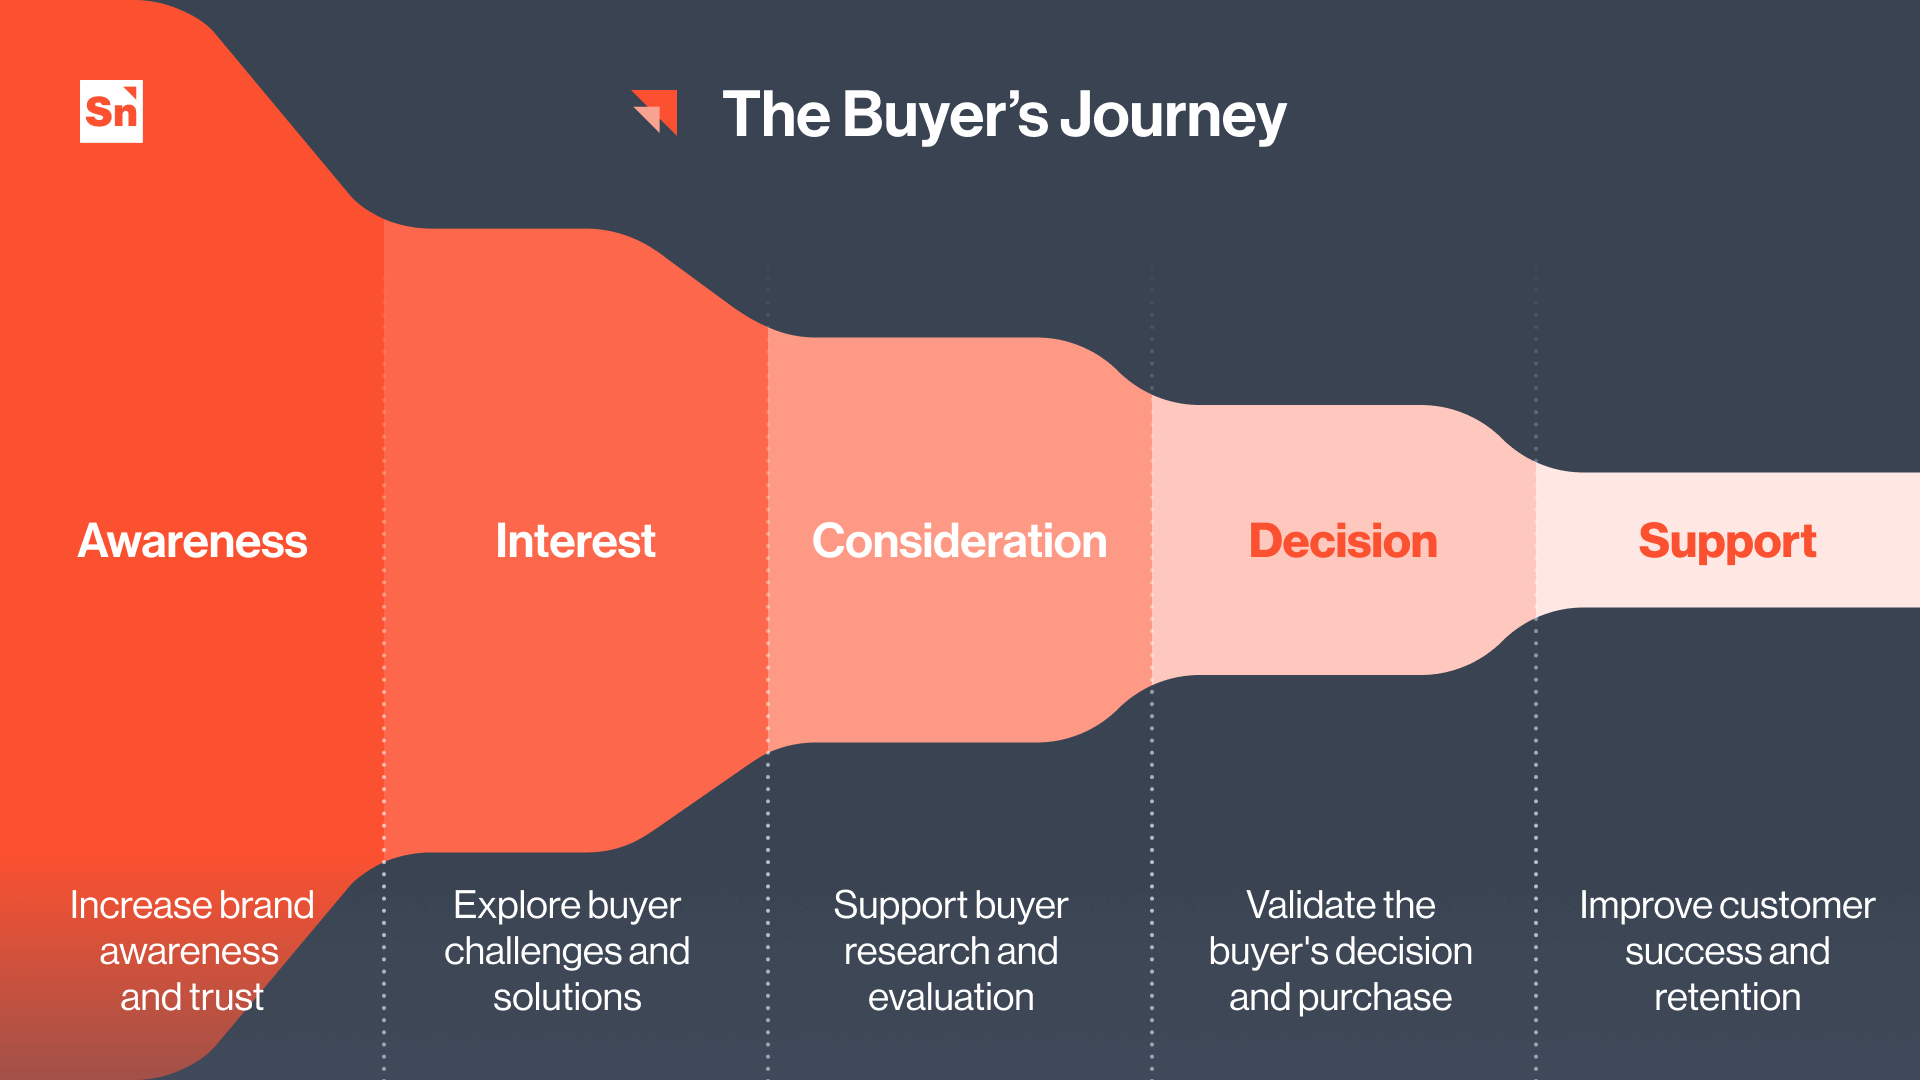 Sn
The Buyer’s Journey
Awareness
Interest
Consideration
Decision
Support
Increase brand
awareness
and trust
Explore buyer
challenges and
solutions
Support buyer
research and
evaluation
Validate the
buyer's decision
and purchase
Improve customer
success and
retention